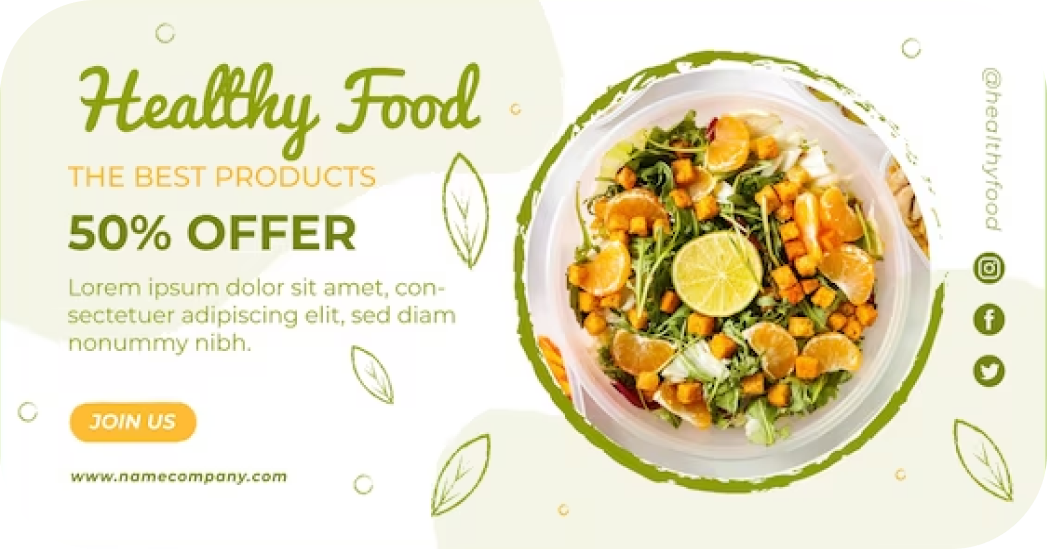 Healthy Food
THE BEST PRODUCTS
50% OFFER
Lorem ipsum dolor sit amet, con-
sectetuer adipiscing elit, sed diam
nonummy nibh.
JOIN US
www.namecompany.com
@healthyfood